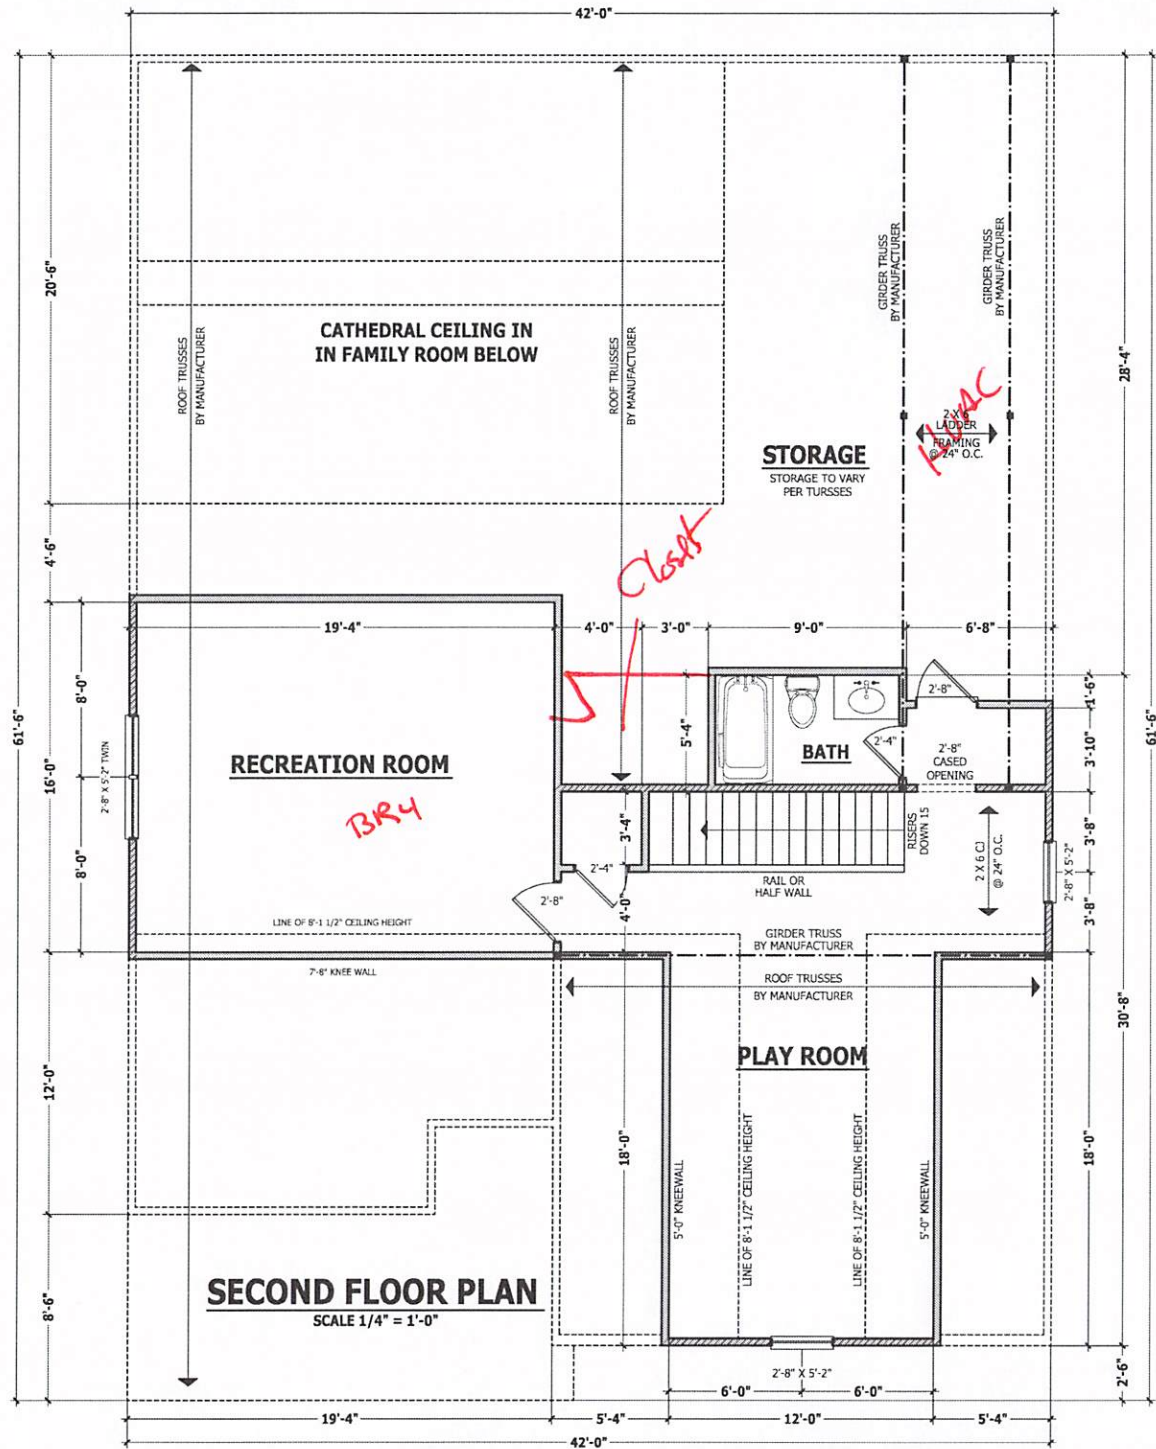 42'-0"
20'-6"
4'-6"
16'-0"
8'-0"
8'-0"
12'-0"
8'-6"
61'-6"
ROOF TRUSSES
BY MANUFACTURER
CATHEDRAL CEILING IN
IN FAMILY ROOM BELOW
ROOF TRUSSES
BY MANUFACTURER
GIRDER TRUSS
BY MANUFACTURER
GIRDER TRUSS
BY MANUFACTURER
28'-4"
HVAC
2 X 6
LADDER
FRAMING
@ 24" O.C.
STORAGE
STORAGE TO VARY
PER TURSSES
Closet
19'-4"
4'-0"
3'-0"
9'-0"
6'-8"
1'-6"
3'-10"
61'-6"
2'-8"
5'-4"
BATH
2'-4"
2'-8"
CASED
OPENING
2'-8" X 5'-2" TWIN
RECREATION ROOM
BR4
3'-4"
2'-4"
RISERS
DOWN 15
2 X 6 CJ
@ 24" O.C.
3'-8"
2'-8" X 5'-2"
3'-8"
RAIL OR
HALF WALL
2'-8"
4'-0"
LINE OF 8'-1 1/2" CEILING HEIGHT
GIRDER TRUSS
BY MANUFACTURER
7'-8" KNEE WALL
ROOF TRUSSES
BY MANUFACTURER
30'-8"
PLAY ROOM
18'-0"
5'-0" KNEEWALL
LINE OF 8'-1 1/2" CEILING HEIGHT
LINE OF 8'-1 1/2" CEILING HEIGHT
5'-0" KNEEWALL
18'-0"
SECOND FLOOR PLAN
SCALE 1/4" = 1'-0"
2'-8" X 5'-2"
2'-6"
6'-0"
6'-0"
19'-4"
5'-4"
12'-0"
5'-4"
42'-0"